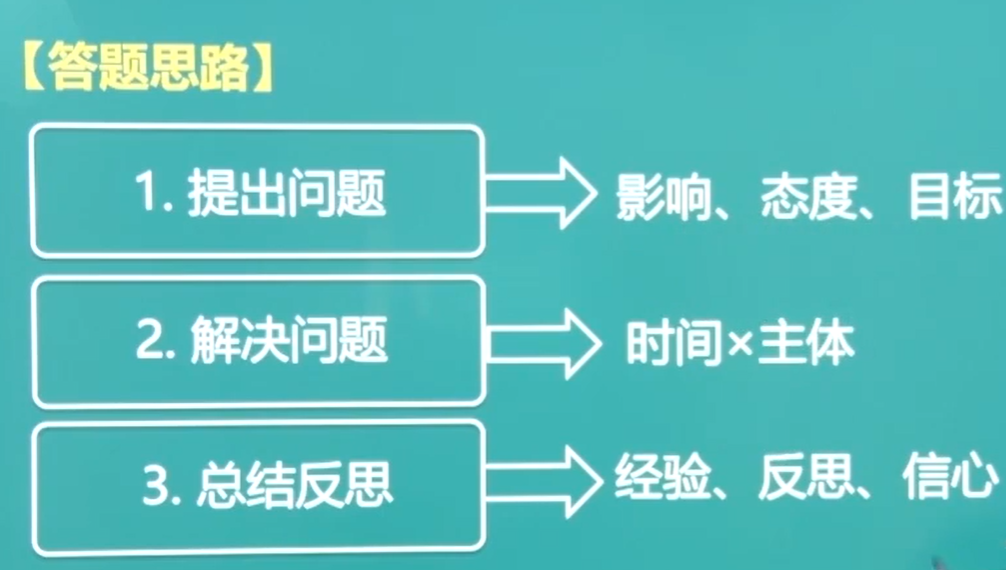 【答题思路】
1. 提出问题 影响、态度、目标
2. 解决问题 时间×主体
3. 总结反思 经验、反思、信心